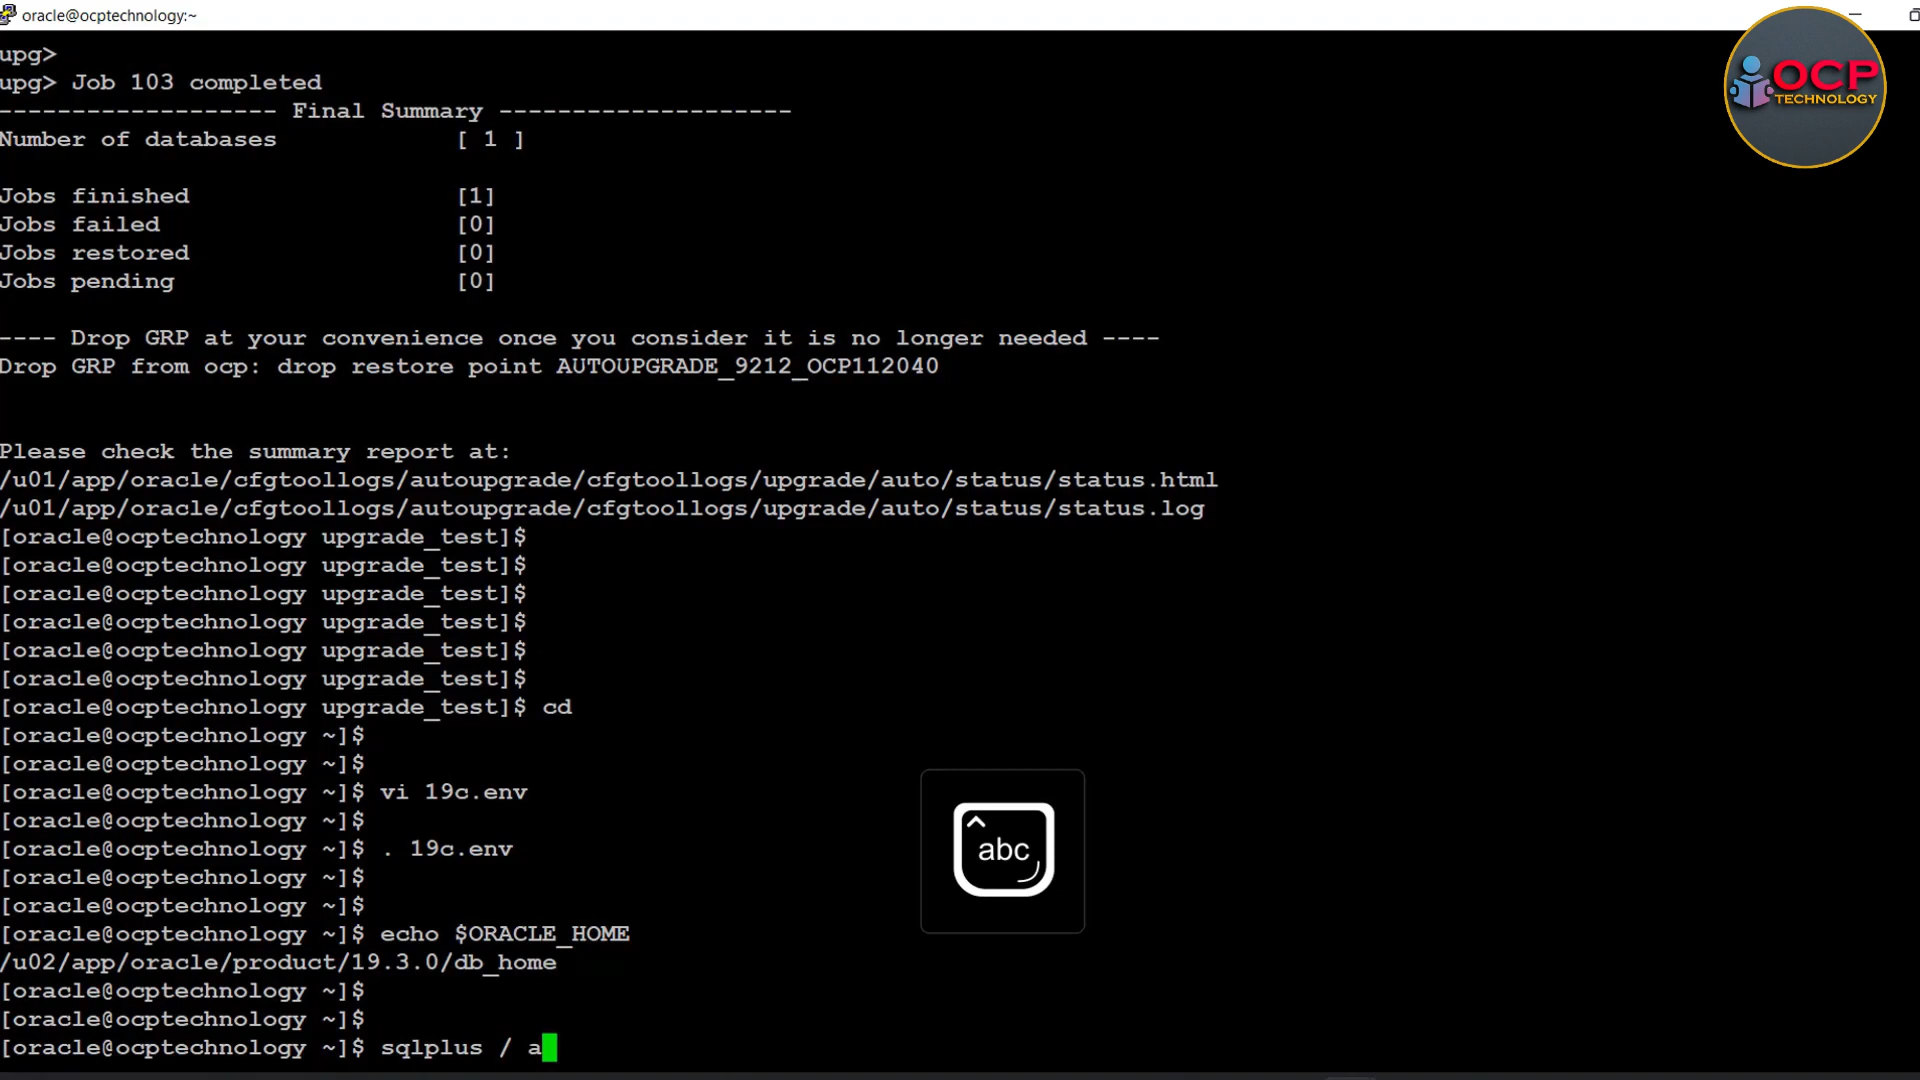 oracle@ocptechnology:~
upg>
upg> Job 103 completed
------------------- Final Summary --------------------
Number of databases [ 1 ]
Jobs finished [1]
Jobs failed [0]
Jobs restored [0]
Jobs pending [0]
---- Drop GRP at your convenience once you consider it is no longer needed ----
Drop GRP from ocp: drop restore point AUTOUPGRADE_9212_OCP112040
Please check the summary report at:
/u01/app/oracle/cfgtoollogs/autoupgrade/cfgtoollogs/upgrade/auto/status/status.html
/u01/app/oracle/cfgtoollogs/autoupgrade/cfgtoollogs/upgrade/auto/status/status.log
[oracle@ocptechnology upgrade_test]$
[oracle@ocptechnology upgrade_test]$
[oracle@ocptechnology upgrade_test]$
[oracle@ocptechnology upgrade_test]$
[oracle@ocptechnology upgrade_test]$
[oracle@ocptechnology upgrade_test]$
[oracle@ocptechnology upgrade_test]$ cd
[oracle@ocptechnology ~]$
[oracle@ocptechnology ~]$
[oracle@ocptechnology ~]$ vi 19c.env
[oracle@ocptechnology ~]$
[oracle@ocptechnology ~]$ . 19c.env
[oracle@ocptechnology ~]$
[oracle@ocptechnology ~]$
[oracle@ocptechnology ~]$ echo $ORACLE_HOME
/u02/app/oracle/product/19.3.0/db_home
[oracle@ocptechnology ~]$
[oracle@ocptechnology ~]$
[oracle@ocptechnology ~]$ sqlplus / a
OCP
TECHNOLOGY
abc